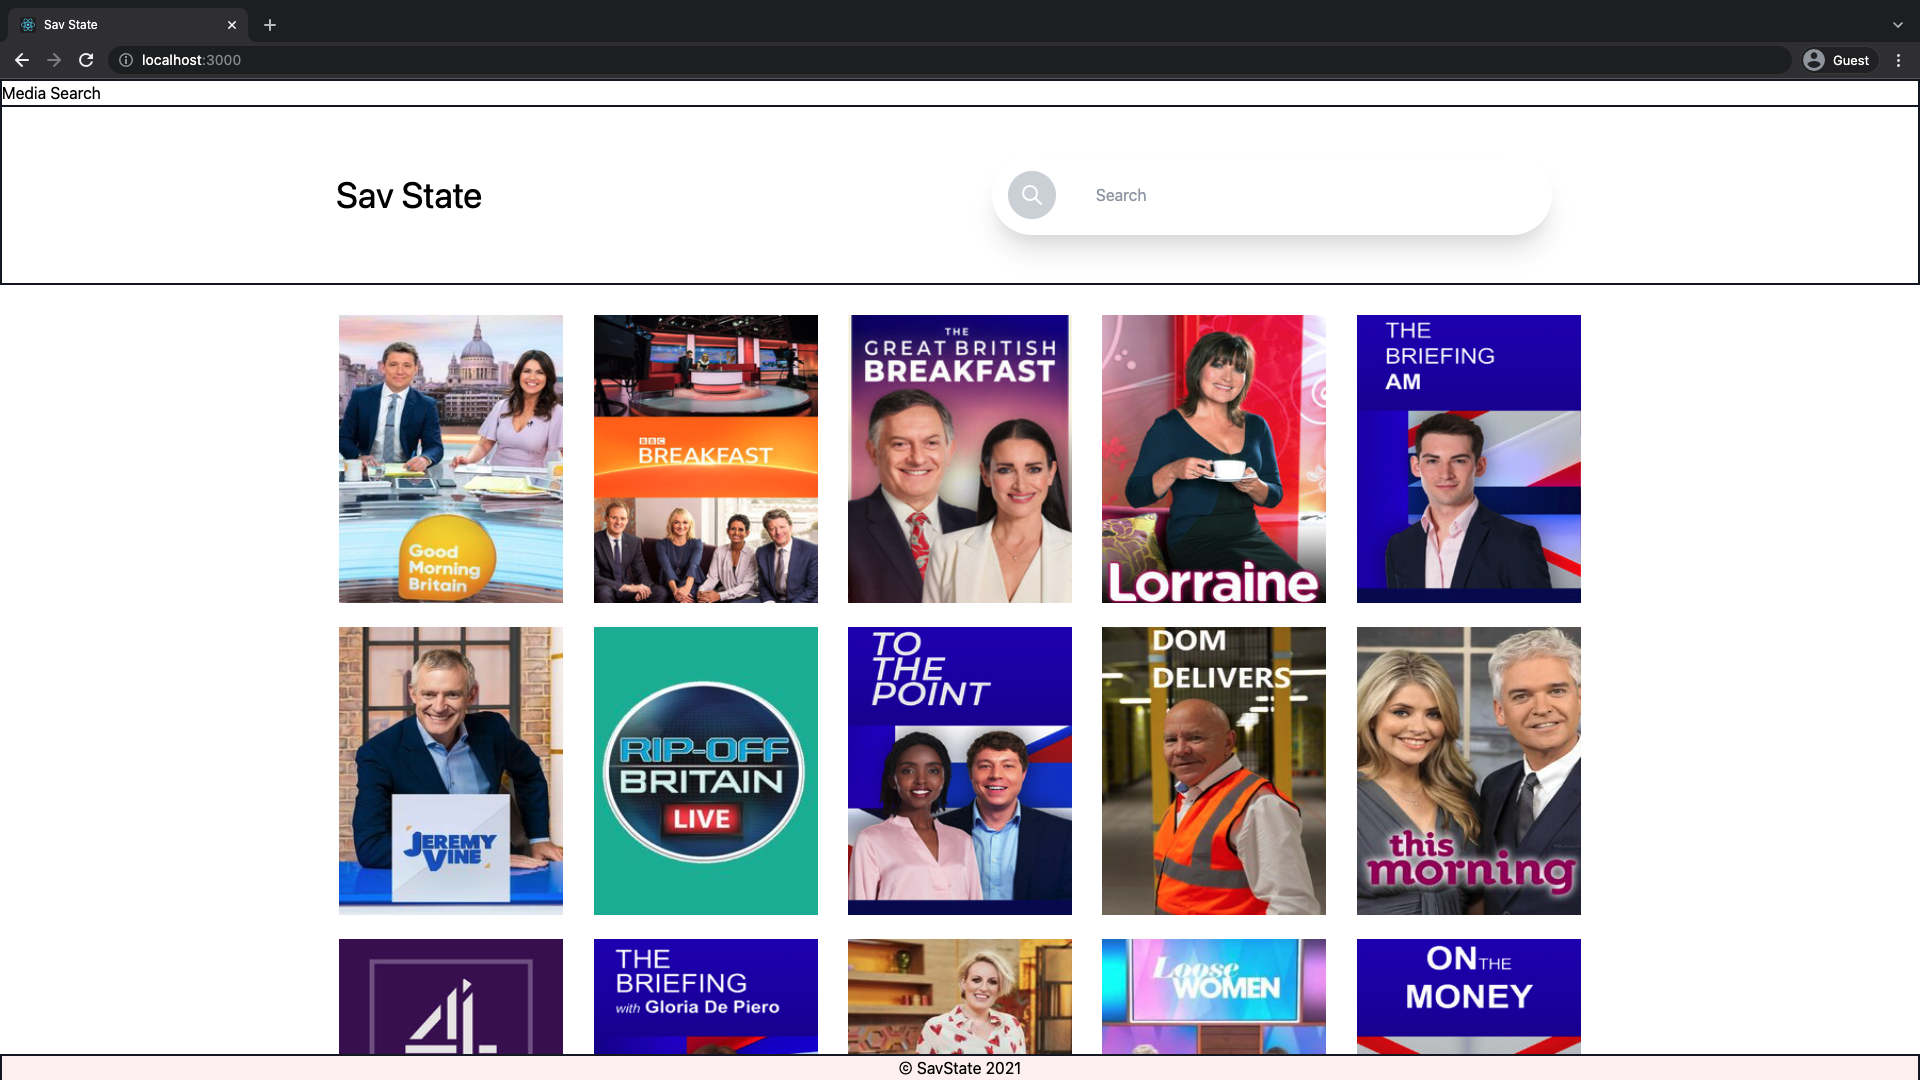 Sav State
localhost:3000
Guest
Media Search
Sav State
Search
Good
Morning
Britain
BBC
BREAKFAST
THE
GREAT BRITISH
BREAKFAST
Lorraine
THE
BRIEFING
AM
JEREMY
VINE
RIP-OFF
BRITAIN
LIVE
TO
THE
POINT
DOM
DELIVERS
this
morning
4
THE
BRIEFING
with Gloria De Piero
Loose
WOMEN
ON THE
MONEY
© SavState 2021